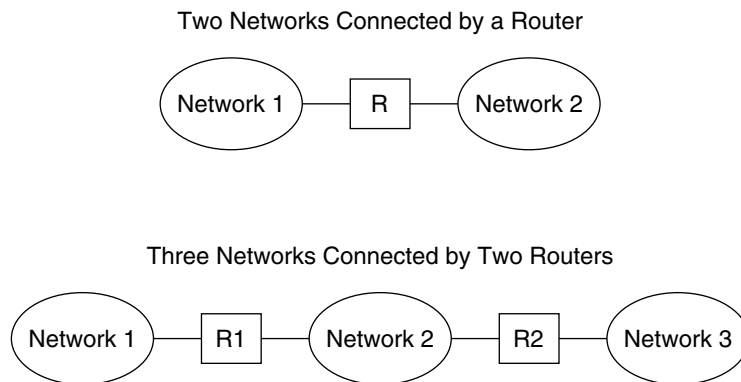 Two Networks Connected by a Router
Network 1 R Network 2
Three Networks Connected by Two Routers
Network 1 R1 Network 2 R2 Network 3